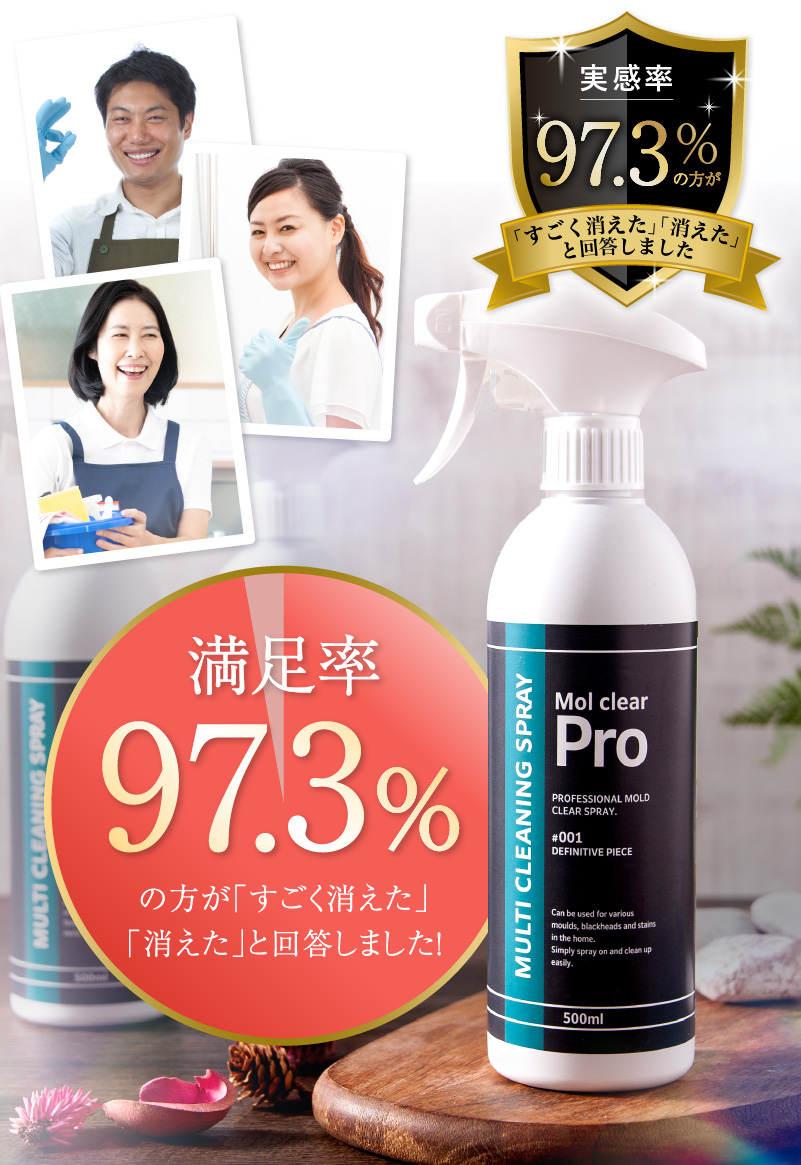 実感率
97.3%
の方が
「すごく消えた」「消えた」
と回答しました
満足率
97.3%
の方が「すごく消えた」
「消えた」と回答しました!
MULTI CLEANING SPRAY
Mol clear
Pro
PROFESSIONAL MOLD
CLEAR SPRAY.
#001
DEFINITIVE PIECE
Can be used for various
moulds, blackheads and stains
in the home.
Simply spray on and clean up
easily.
500ml
MULTI CLEANING SPRAY
500ml